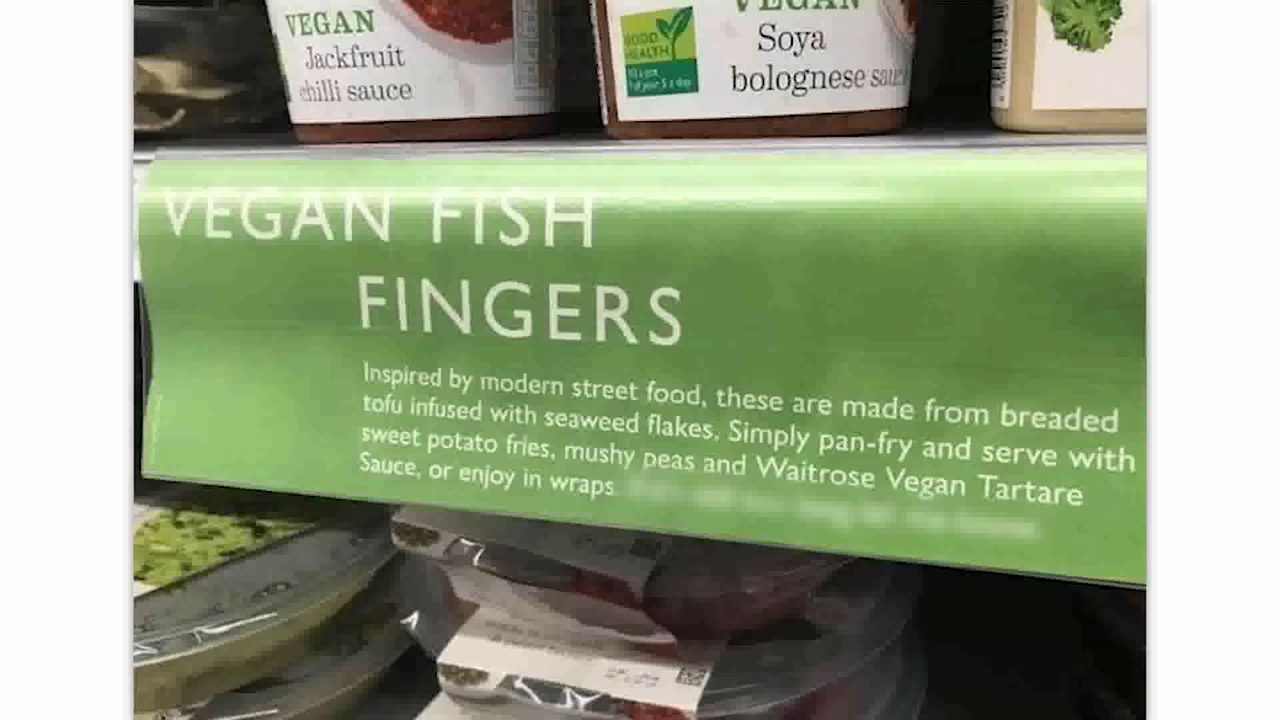 VEGAN
Jackfruit
chilli sauce
VEGAN
Soya
bolognese
GOOD
HEALTH
VEGAN FISH
FINGERS
Inspired by modern street food, these are made from breaded
tofu infused with seaweed flakes. Simply pan-fry and serve with
sweet potato fries, mushy peas and Waitrose Vegan Tartare
Sauce, or enjoy in wraps